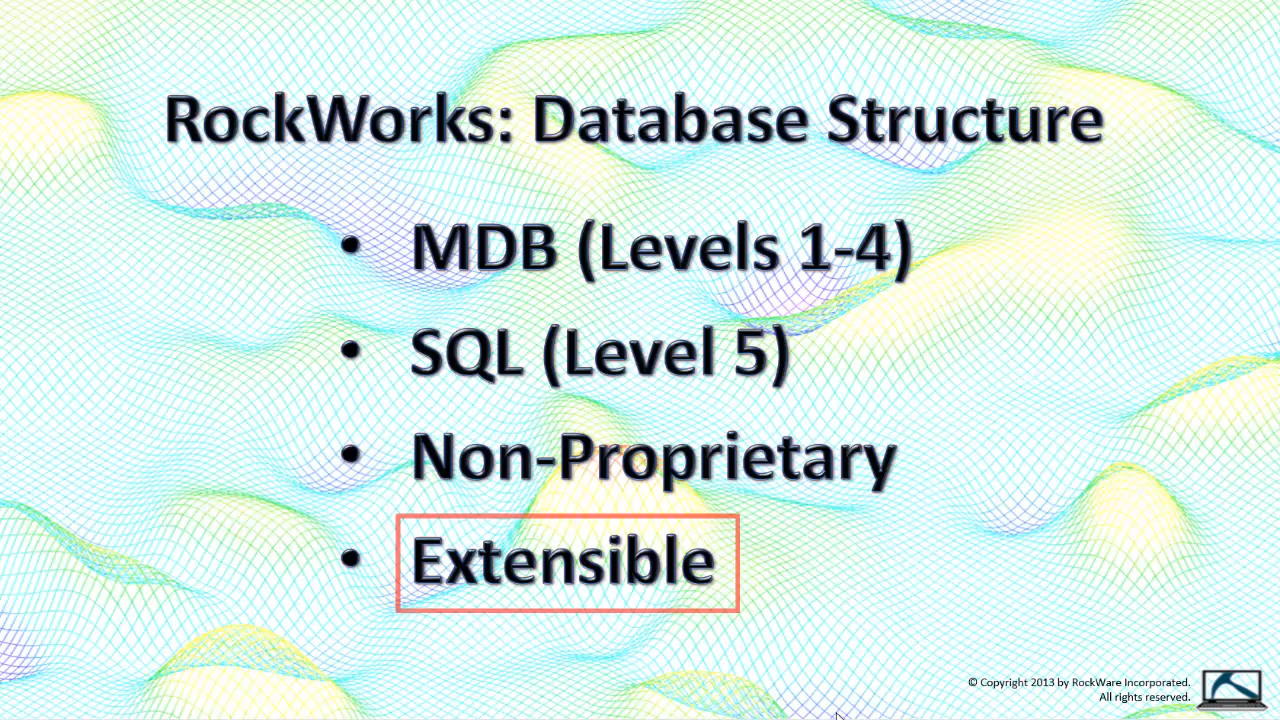 RockWorks: Database Structure
• MDB (Levels 1-4)
• SQL (Level 5)
• Non-Proprietary
• Extensible
© Copyright 2013 by RockWare Incorporated.
All rights reserved.